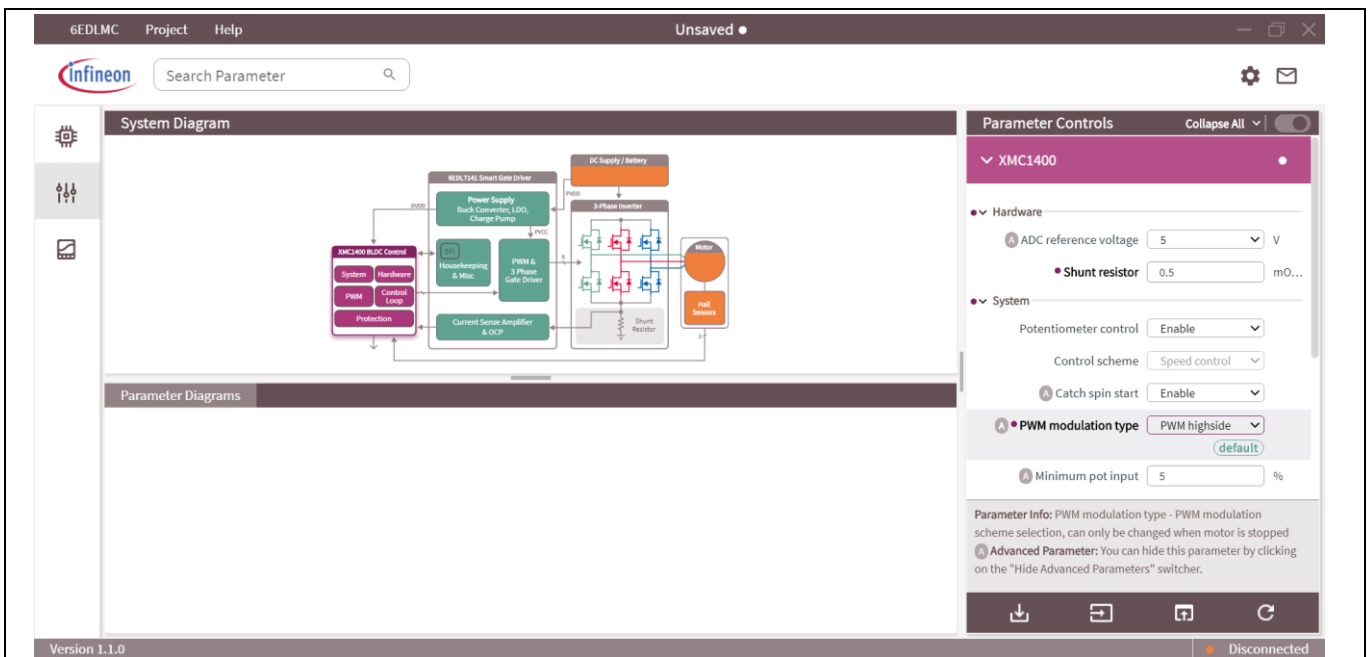 6EDLMC Project Help Unsaved ●
infineon Search Parameter
System Diagram
DC Supply / Battery
6EDL7141 Smart Gate Driver
Power Supply
Buck Converter, LDO,
Charge Pump
DVDD
PVDD
PVCC
3-Phase Inverter
XMC1400 BLDC Control
System Hardware
PWM Control
Loop
Protection
SPI
Housekeeping
& Misc
PWM &
3 Phase
Gate Driver
6
Current Sense Amplifier
& OCP
Shunt
Resistor
Motor
Hall
Sensors
Parameter Diagrams
Parameter Controls Collapse All
XMC1400
Hardware
A ADC reference voltage 5 V
Shunt resistor 0.5 mO...
System
Potentiometer control Enable
Control scheme Speed control
A Catch spin start Enable
A PWM modulation type PWM highside
default
A Minimum pot input 5 %
Parameter Info: PWM modulation type - PWM modulation
scheme selection, can only be changed when motor is stopped
A Advanced Parameter: You can hide this parameter by clicking
on the "Hide Advanced Parameters" switcher.
Version 1.1.0 Disconnected